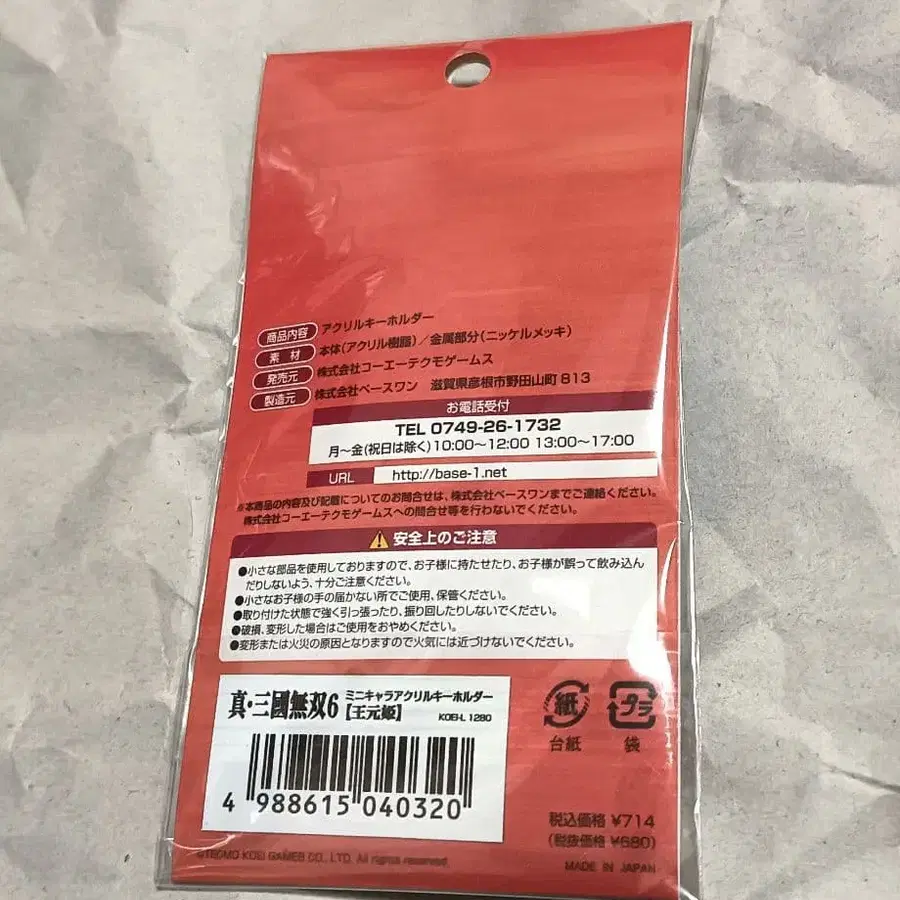 商品内容 アクリルキーホルダー
素材 本体(アクリル樹脂)／金属部分(ニッケルメッキ)
発売元 株式会社コーエーテクモゲームス
製造元 株式会社ベースワン 滋賀県彦根市野田山町813
お電話受付
TEL 0749-26-1732
月～金(祝日は除く)10:00～12:00 13:00～17:00
URL http://base-1.net
※本商品の内容及び記載についてのお問合せは、株式会社ベースワンまでご連絡ください。
株式会社コーエーテクモゲームスへの問合せ等を行わないでください。
安全上のご注意
●小さな部品を使用しておりますので、お子様に持たせたり、お子様が誤って飲み込ん
だりしないよう、十分ご注意ください。
●小さなお子様の手の届かない所でご使用、保管ください。
●取り付けた状態で強く引っ張ったり、振り回したりしないでください。
●破損、変形した場合はご使用をおやめください。
●変形または火災の原因となりますので火気には近づけないでください。
真・三國無双6 ミニキャラアクリルキーホルダー
【王元姫】 KOEI-L 1280
4 988615 040320
紙 プラ
台紙 袋
税込価格 ¥714
(税抜価格 ¥680)
©TECMO KOEI GAMES CO., LTD. All rights reserved.
MADE IN JAPAN